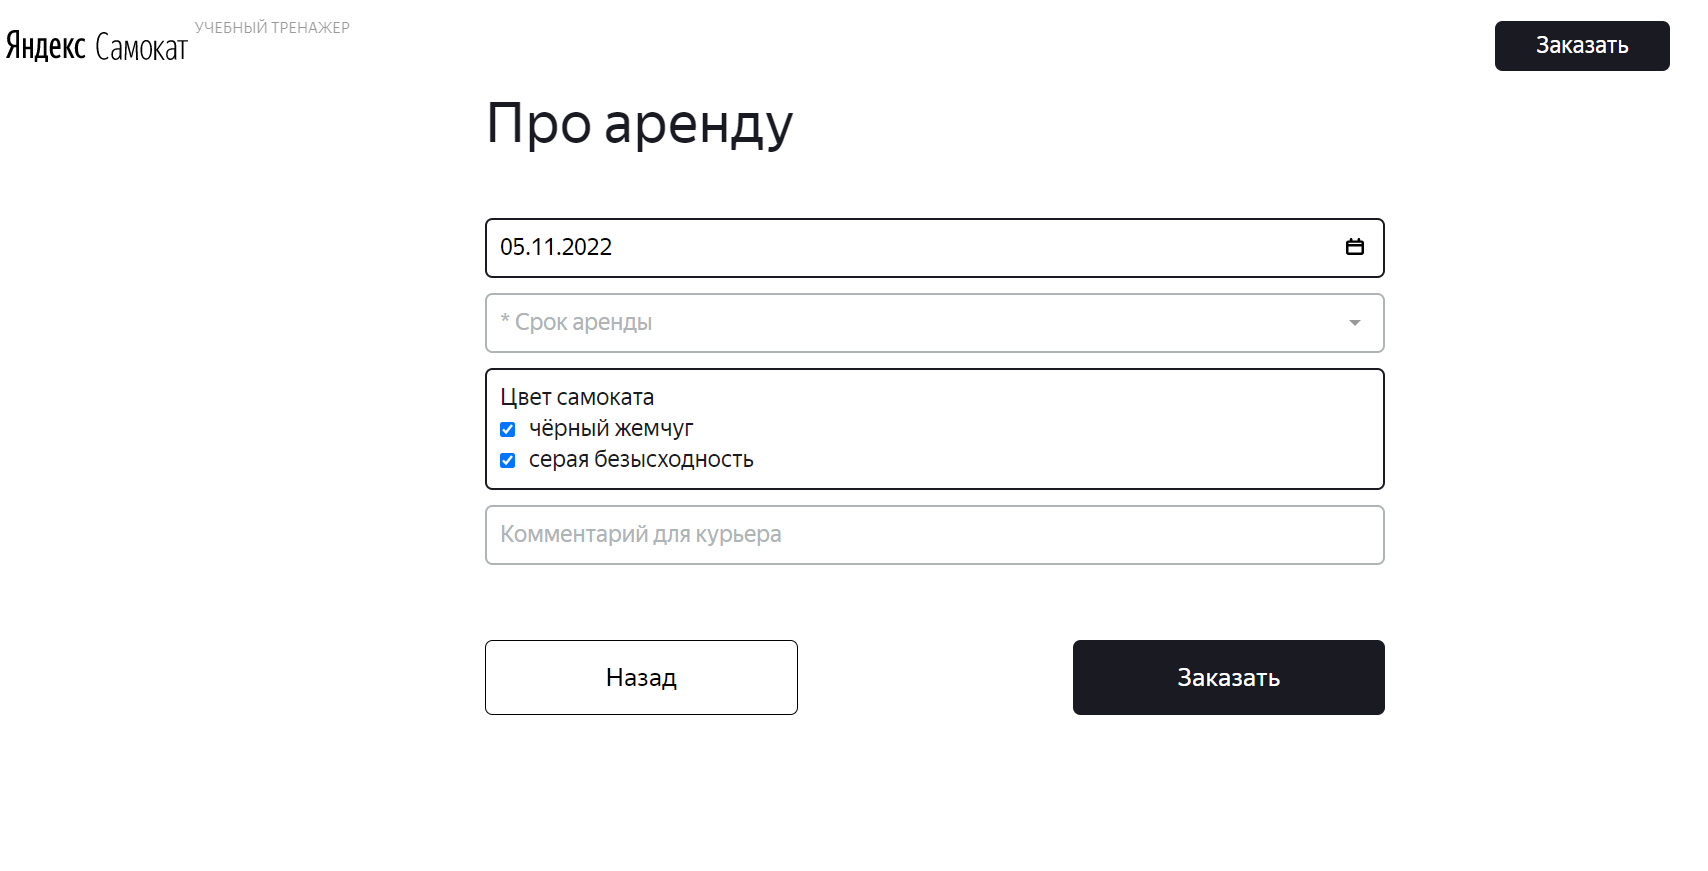 Яндекс Самокат
УЧЕБНЫЙ ТРЕНАЖЕР
Заказать
Про аренду
05.11.2022
* Срок аренды
Цвет самоката
чёрный жемчуг
серая безысходность
Комментарий для курьера
Назад
Заказать